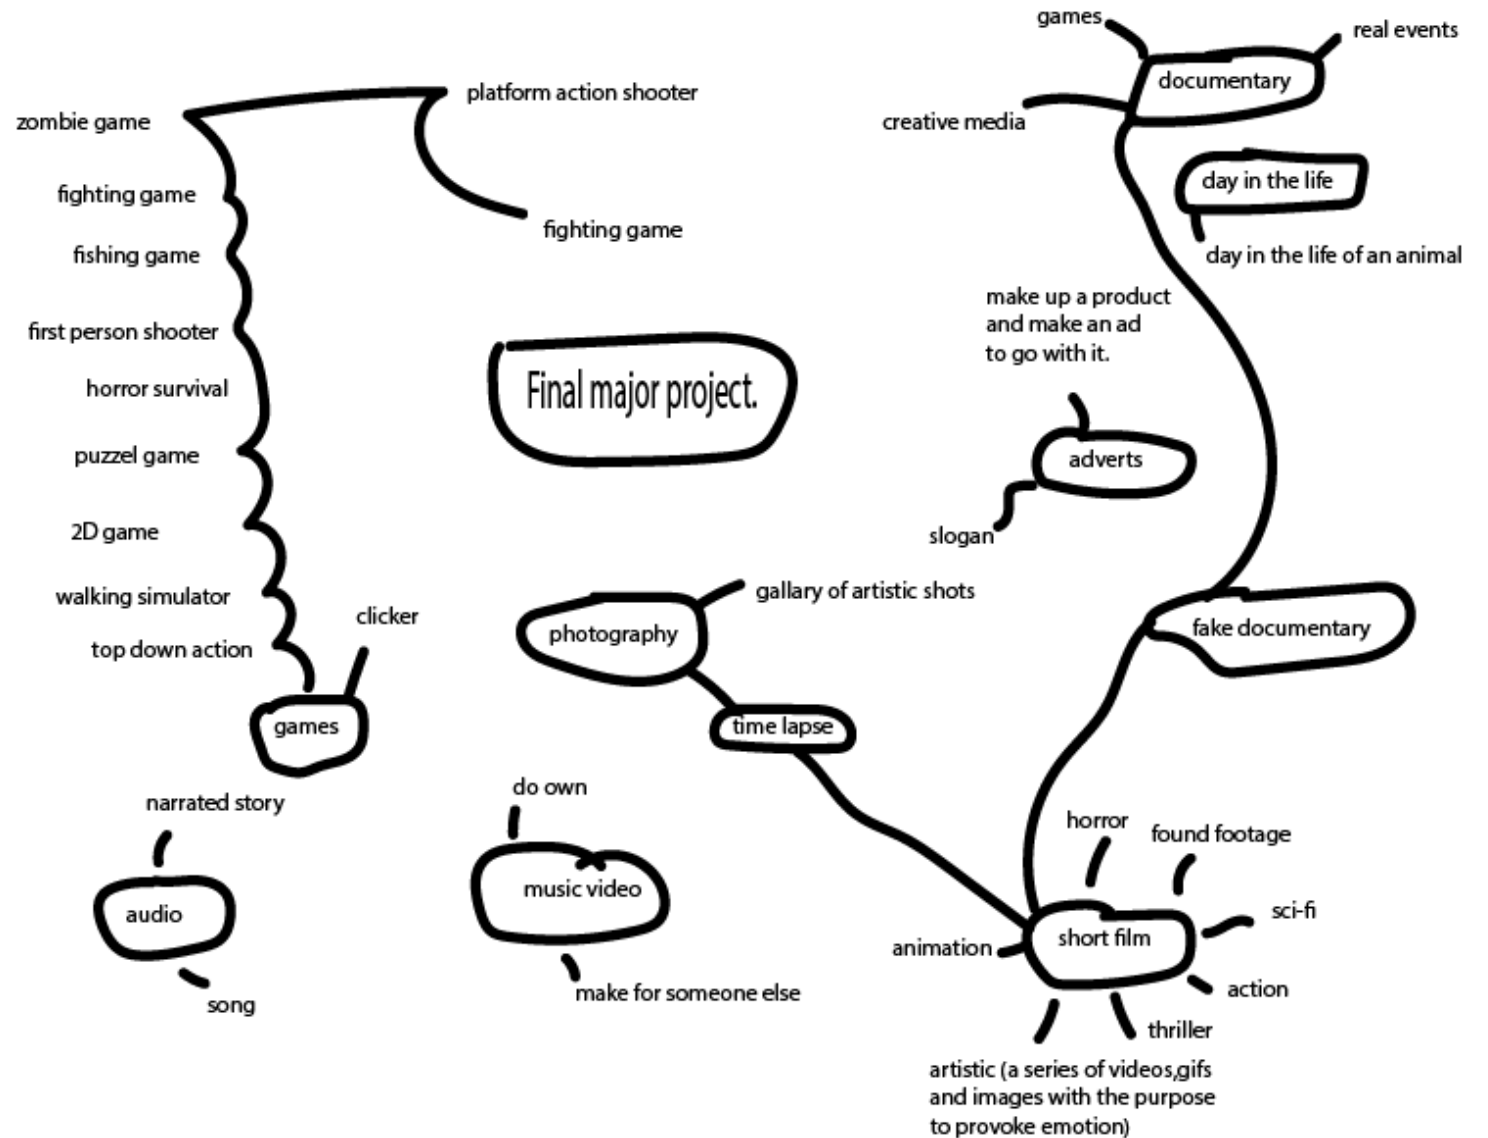 games
real events
documentary
creative media
platform action shooter
zombie game
day in the life
fighting game
fighting game
day in the life of an animal
fishing game
make up a product
and make an ad
to go with it.
first person shooter
horror survival
Final major project.
puzzel game
adverts
2D game
slogan
walking simulator
gallary of artistic shots
clicker
photography
fake documentary
top down action
games
time lapse
do own
narrated story
horror
found footage
music video
audio
sci-fi
short film
animation
action
make for someone else
song
thriller
artistic (a series of videos,gifs
and images with the purpose
to provoke emotion)